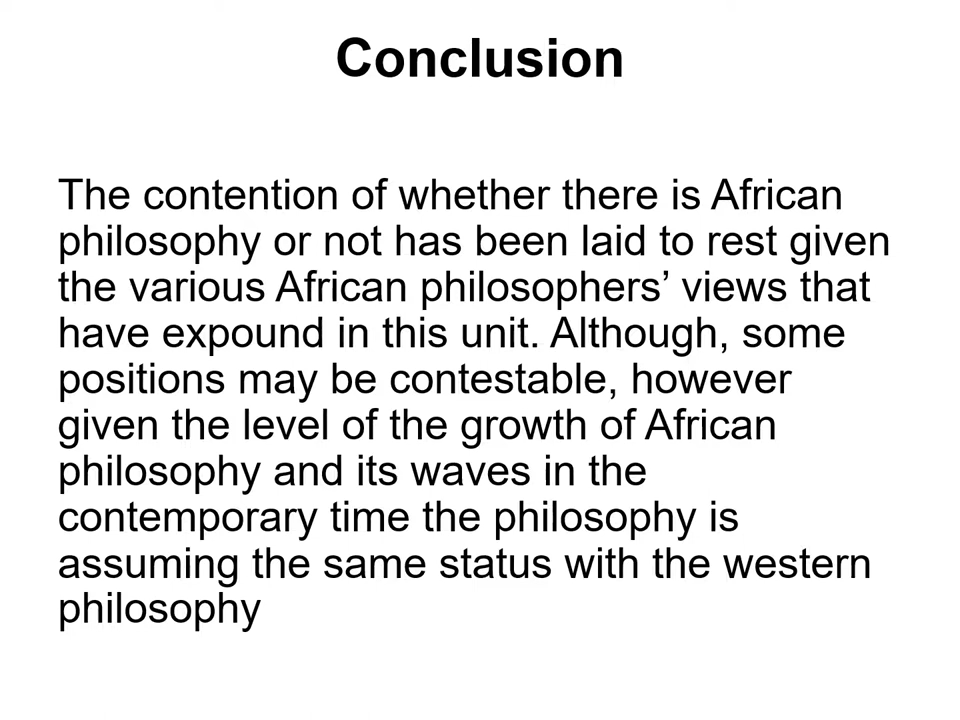 Conclusion
The contention of whether there is African
philosophy or not has been laid to rest given
the various African philosophers’ views that
have expound in this unit. Although, some
positions may be contestable, however
given the level of the growth of African
philosophy and its waves in the
contemporary time the philosophy is
assuming the same status with the western
philosophy